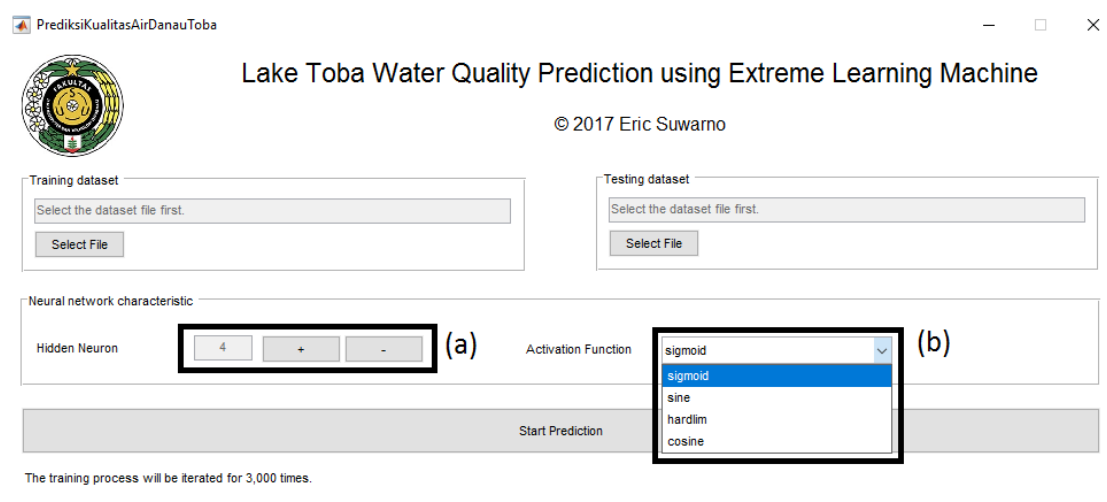 PrediksiKualitasAirDanauToba
Lake Toba Water Quality Prediction using Extreme Learning Machine
© 2017 Eric Suwarno
Training dataset
Select the dataset file first.
Select File
Testing dataset
Select the dataset file first.
Select File
Neural network characteristic
Hidden Neuron 4 + - (a)
Activation Function sigmoid (b)
sigmoid
sine
hardlim
cosine
Start Prediction
The training process will be iterated for 3,000 times.